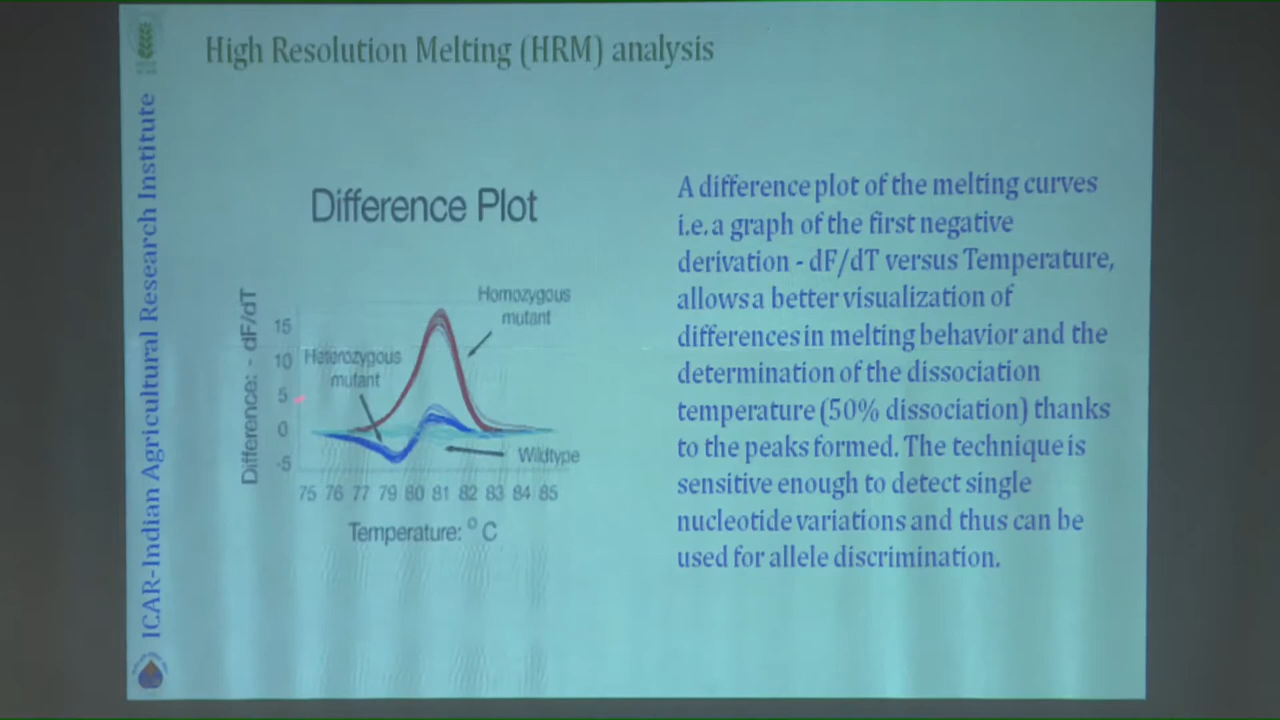 High Resolution Melting (HRM) analysis
ICAR-Indian Agricultural Research Institute
Difference Plot
Difference: - dF/dT
15
10
5
0
-5
Homozygous
mutant
Heterozygous
mutant
Wildtype
75 76 77 79 80 81 82 83 84 85
Temperature: °C
A difference plot of the melting curves
i.e. a graph of the first negative
derivation - dF/dT versus Temperature,
allows a better visualization of
differences in melting behavior and the
determination of the dissociation
temperature (50% dissociation) thanks
to the peaks formed. The technique is
sensitive enough to detect single
nucleotide variations and thus can be
used for allele discrimination.